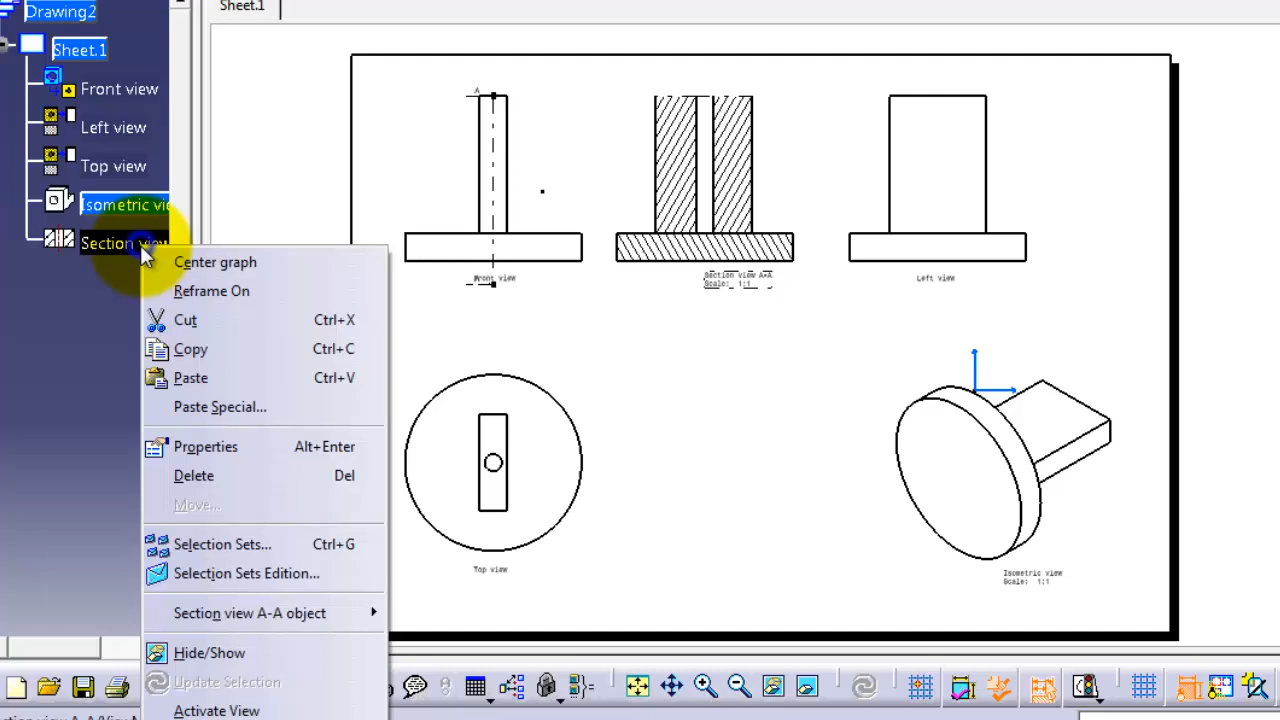 Drawing2
Sheet.1
Sheet.1
Front view
Left view
Top view
Isometric vie
Section view
Center graph
Reframe On
Cut Ctrl+X
Copy Ctrl+C
Paste Ctrl+V
Paste Special...
Properties Alt+Enter
Delete Del
Move...
Selection Sets... Ctrl+G
Selection Sets Edition...
Section view A-A object
Hide/Show
Update Selection
Activate View
A
Front view
Section view A-A
Scale: 1:1
Left view
Top view
Isometric view
Scale: 1:1